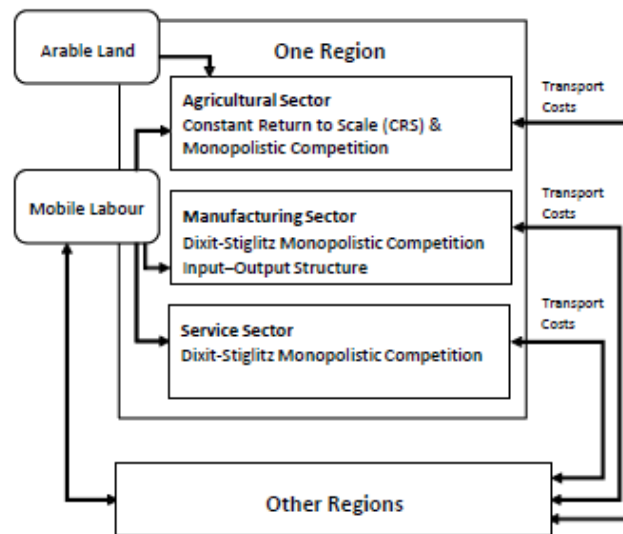 Arable Land
One Region
Transport
Costs
Agricultural Sector
Constant Return to Scale (CRS) &
Monopolistic Competition
Mobile Labour
Transport
Costs
Manufacturing Sector
Dixit-Stiglitz Monopolistic Competition
Input–Output Structure
Transport
Costs
Service Sector
Dixit-Stiglitz Monopolistic Competition
Other Regions